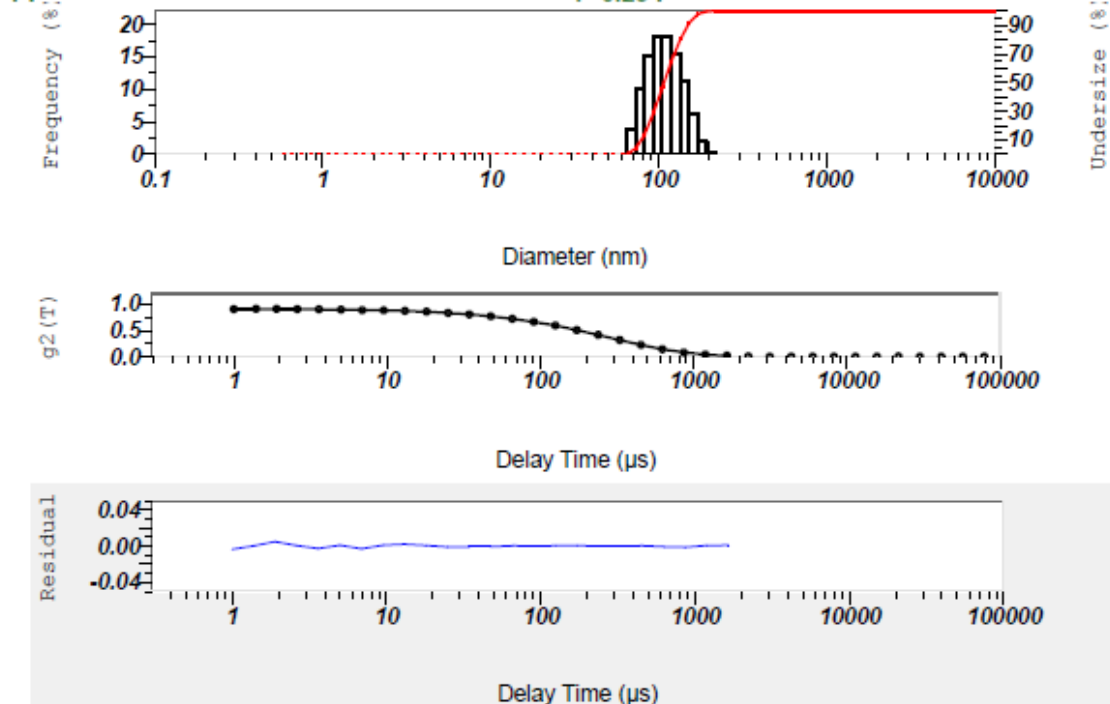 Frequency (%)
20
15
10
5
0
90
70
50
30
10
Undersize (%)
0.1 1 10 100 1000 10000
Diameter (nm)
g2(T)
1.0
0.5
0.0
1 10 100 1000 10000 100000
Delay Time (µs)
Residual
0.04
0.00
-0.04
1 10 100 1000 10000 100000
Delay Time (µs)